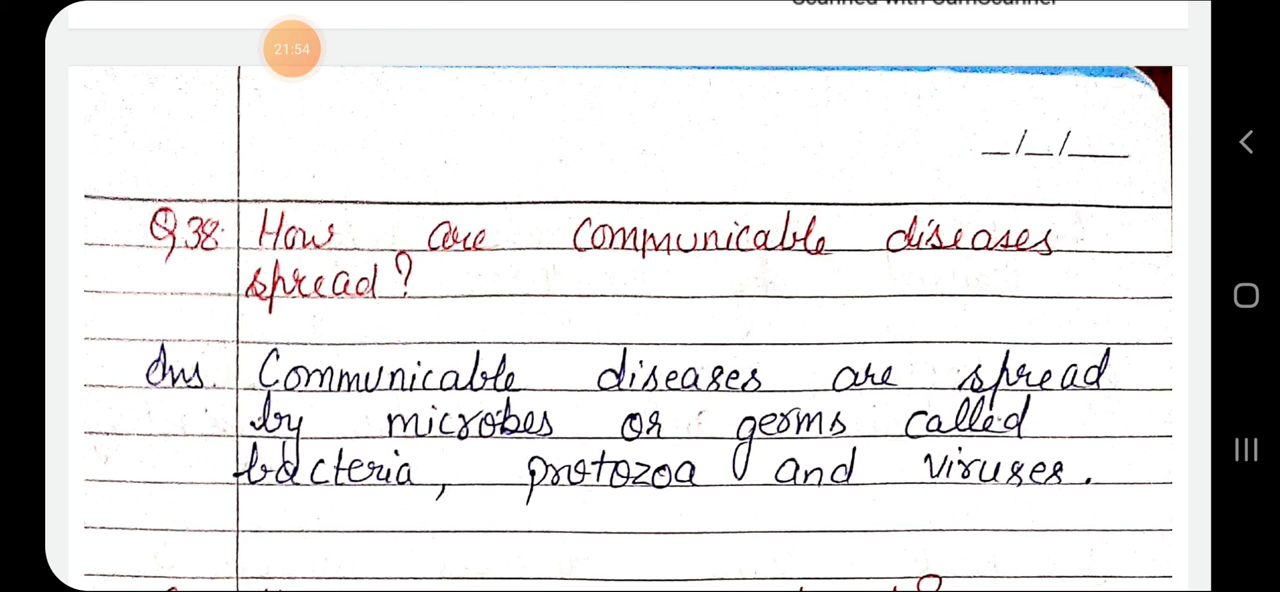 21:54
_/_/__
Q 38. How are communicable diseases
spread?
Ans. Communicable diseases are spread
by microbes or germs called
bacteria, protozoa and viruses.